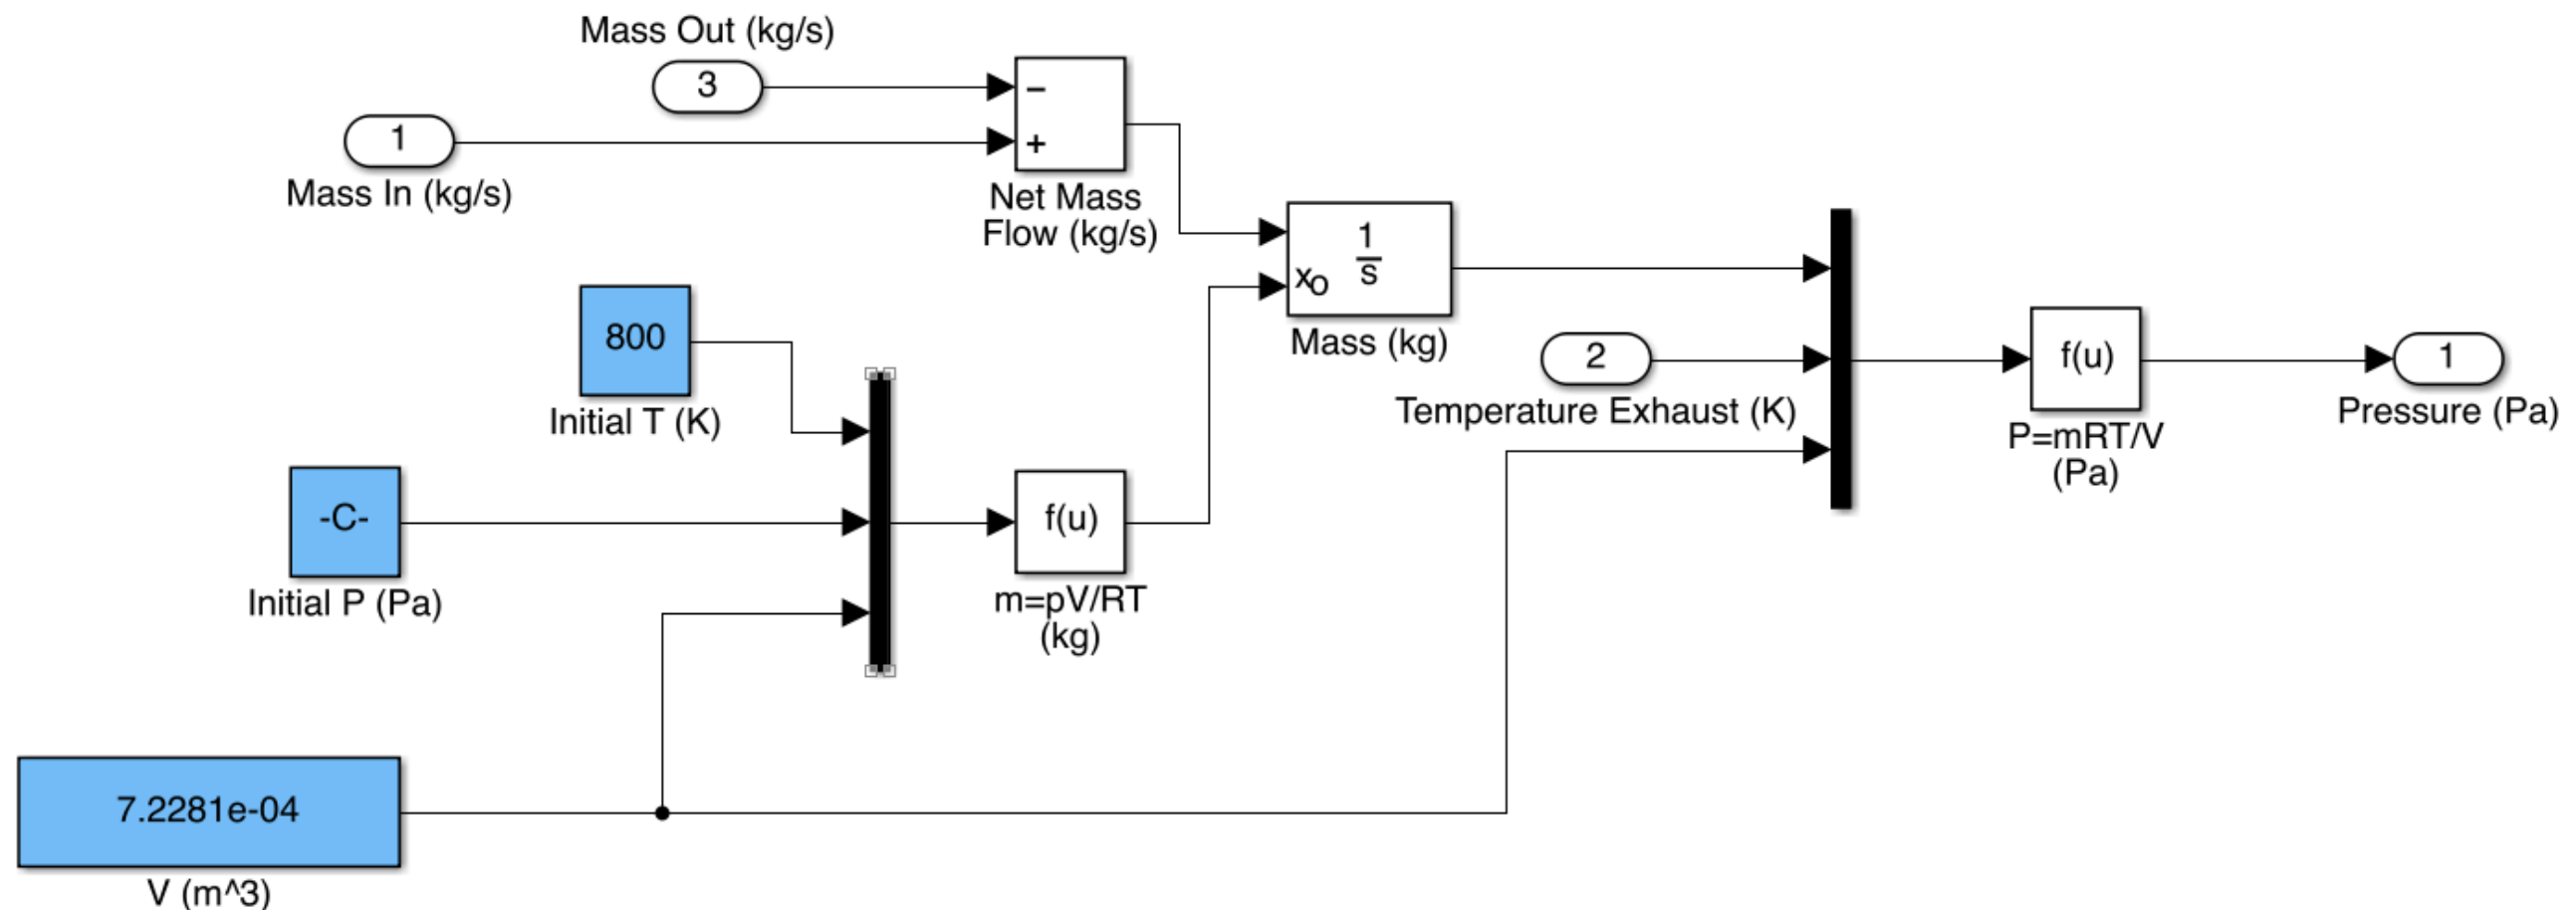 Mass Out (kg/s)
3
−
1
+
Mass In (kg/s)
Net Mass
Flow (kg/s)
1
s
xo
Mass (kg)
800
Initial T (K)
2
Temperature Exhaust (K)
f(u)
P=mRT/V
(Pa)
1
Pressure (Pa)
-C-
Initial P (Pa)
f(u)
m=pV/RT
(kg)
7.2281e-04
V (m^3)